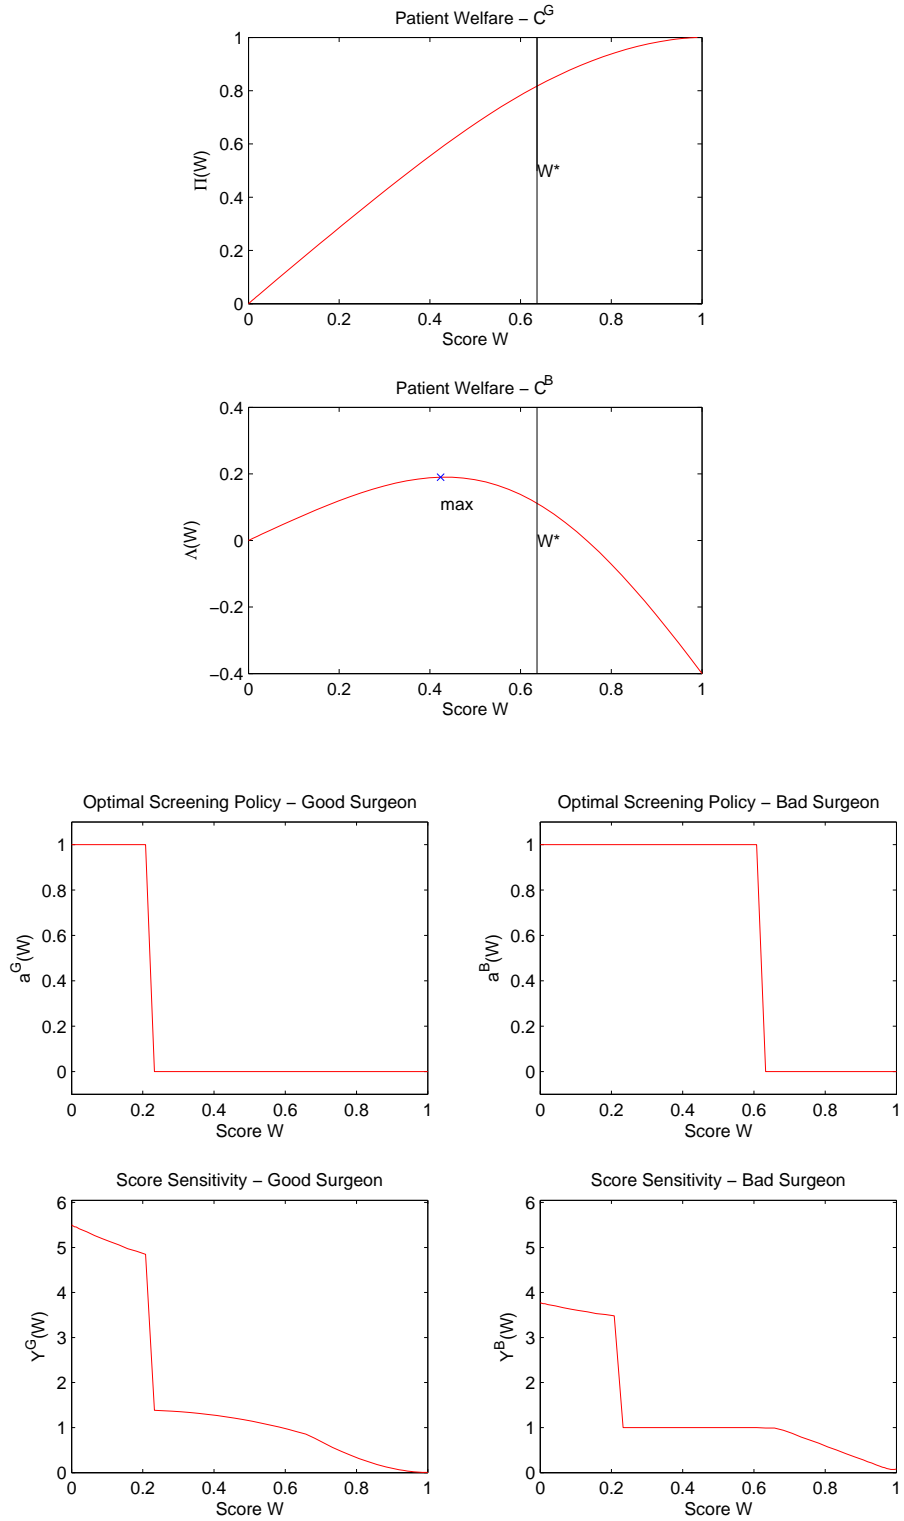 Patient Welfare – C^G
1
0.8
0.6
0.4
0.2
0
Π(W)
W*
0 0.2 0.4 0.6 0.8 1
Score W
Patient Welfare – C^B
0.4
0.2
0
−0.2
−0.4
Λ(W)
max
W*
0 0.2 0.4 0.6 0.8 1
Score W
Optimal Screening Policy – Good Surgeon
1
0.8
0.6
0.4
0.2
0
a^G(W)
0 0.2 0.4 0.6 0.8 1
Score W
Optimal Screening Policy – Bad Surgeon
1
0.8
0.6
0.4
0.2
0
a^B(W)
0 0.2 0.4 0.6 0.8 1
Score W
Score Sensitivity – Good Surgeon
6
5
4
3
2
1
0
Y^G(W)
0 0.2 0.4 0.6 0.8 1
Score W
Score Sensitivity – Bad Surgeon
6
5
4
3
2
1
0
Y^B(W)
0 0.2 0.4 0.6 0.8 1
Score W